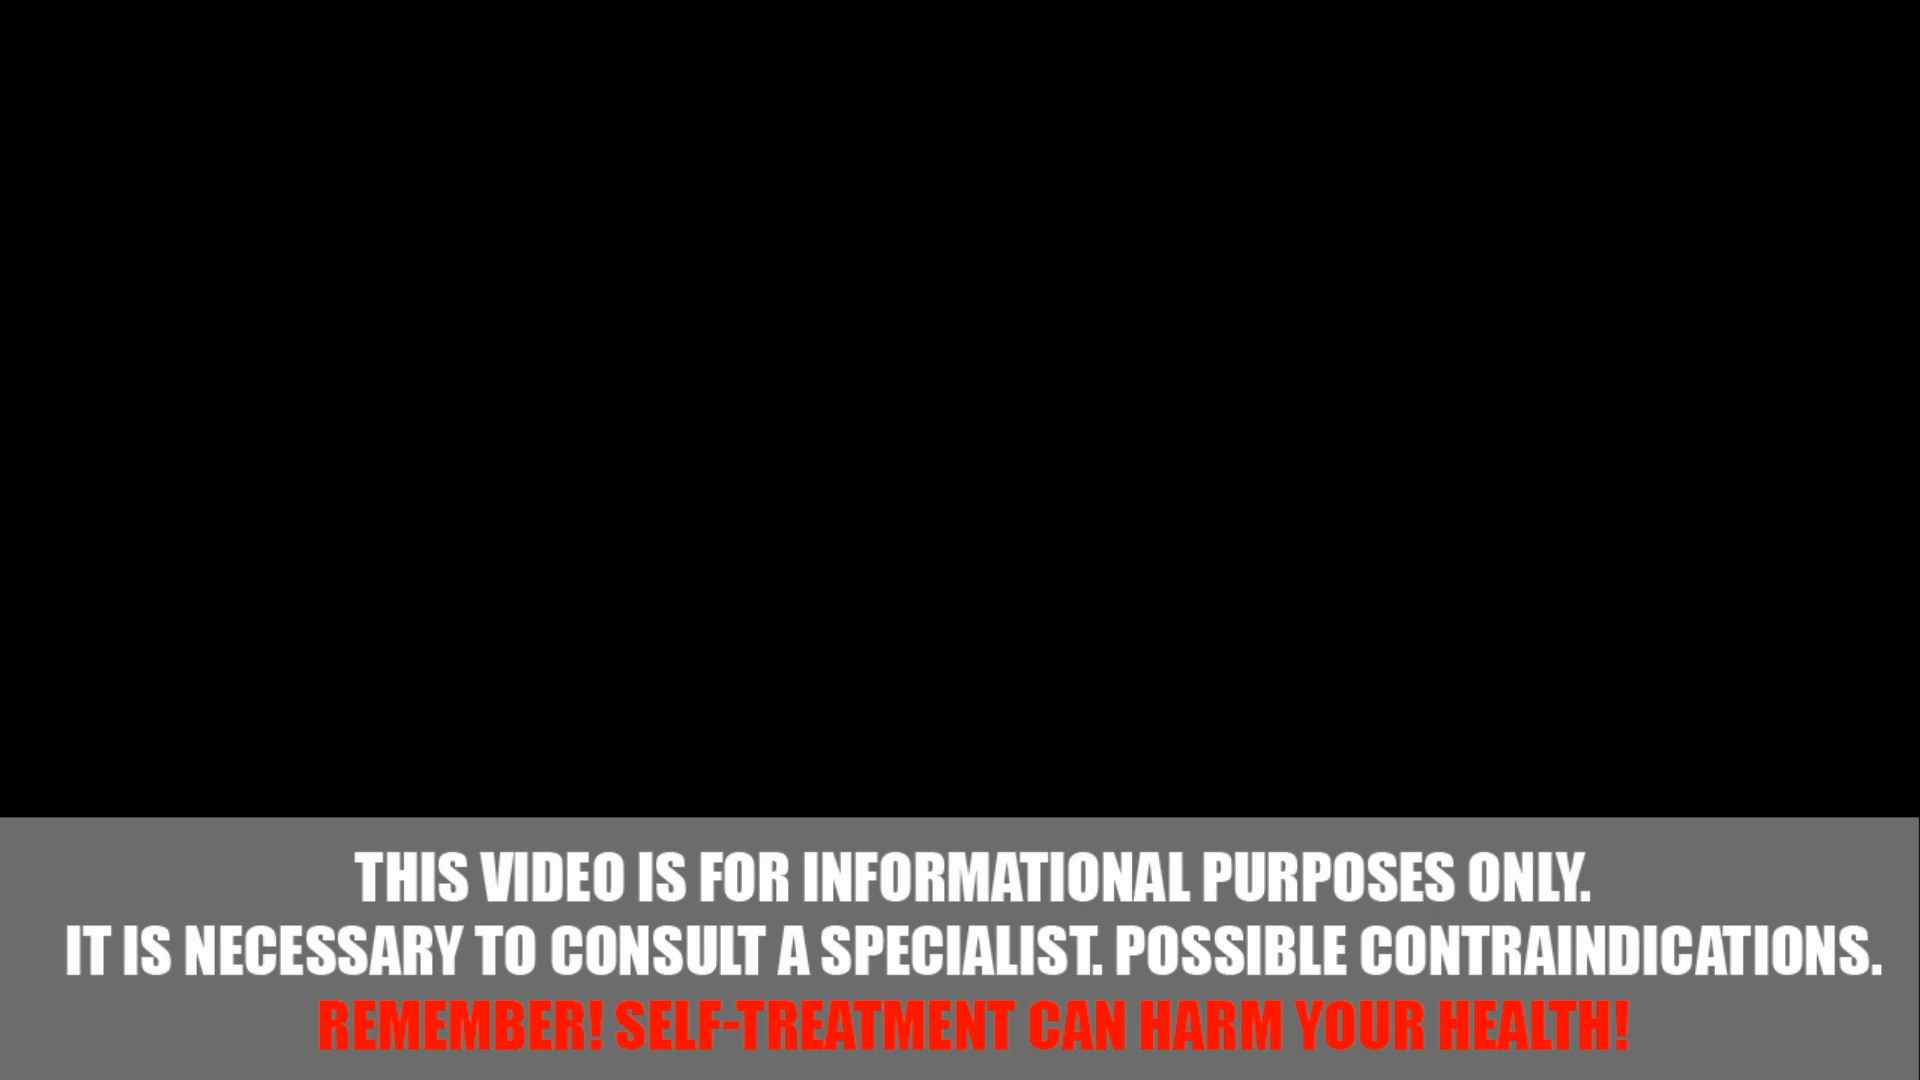 THIS VIDEO IS FOR INFORMATIONAL PURPOSES ONLY.
IT IS NECESSARY TO CONSULT A SPECIALIST. POSSIBLE CONTRAINDICATIONS.
REMEMBER! SELF-TREATMENT CAN HARM YOUR HEALTH!